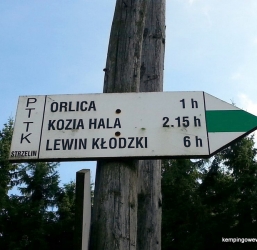 PTTK
STRZELIN
ORLICA 1 h
KOZIA HALA 2.15 h
LEWIN KŁODZKI 6 h